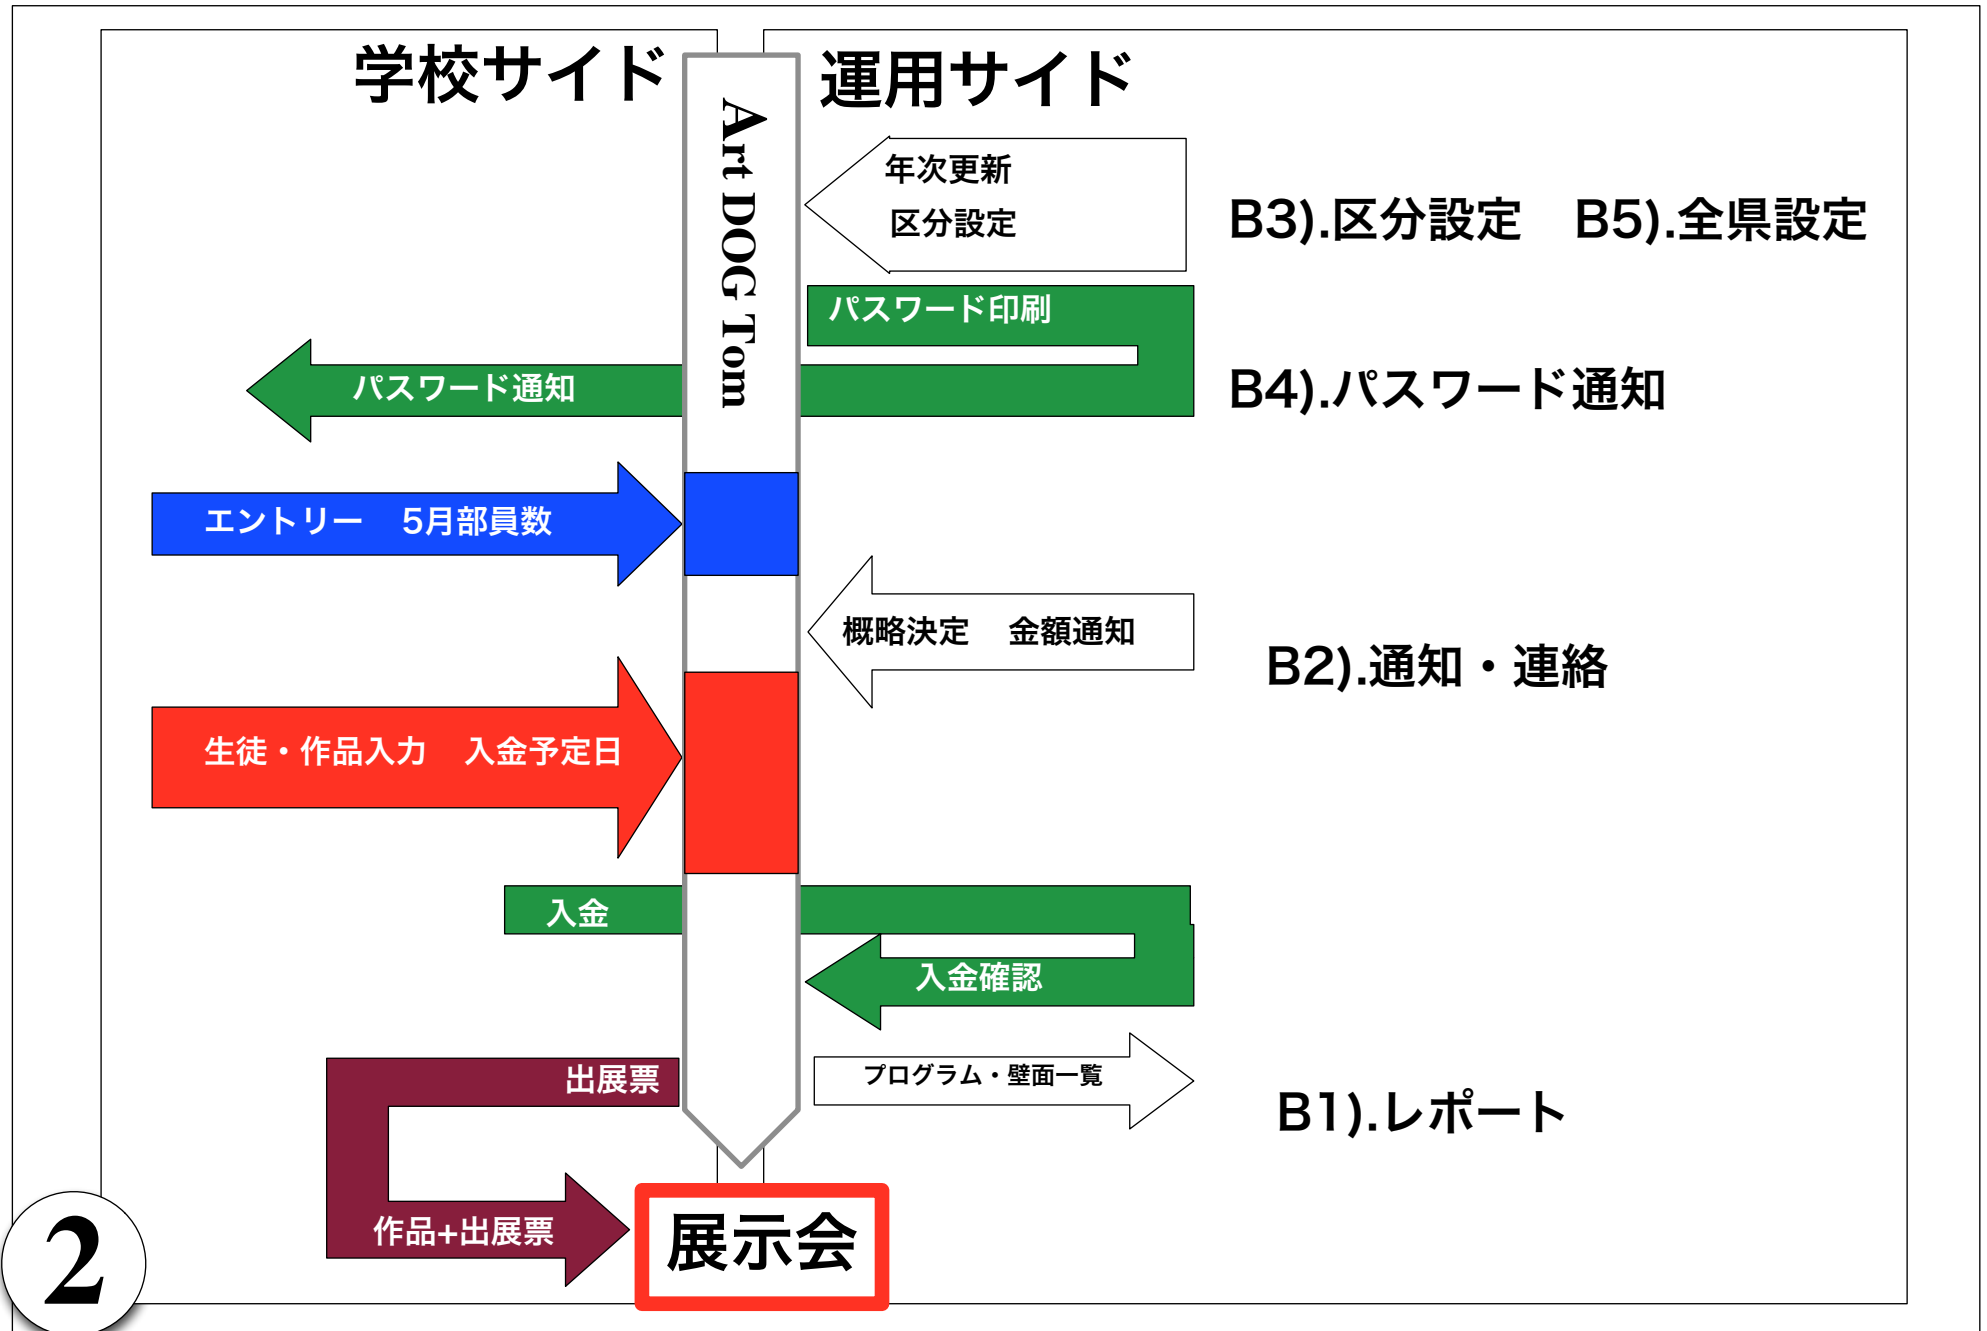 学校サイド
運用サイド
Art DOG Tom
年次更新
区分設定
B3).区分設定　B5).全県設定
パスワード印刷
パスワード通知
B4).パスワード通知
エントリー　5月部員数
概略決定　金額通知
B2).通知・連絡
生徒・作品入力　入金予定日
入金
入金確認
出展票
プログラム・壁面一覧
B1).レポート
作品+出展票
展示会
2